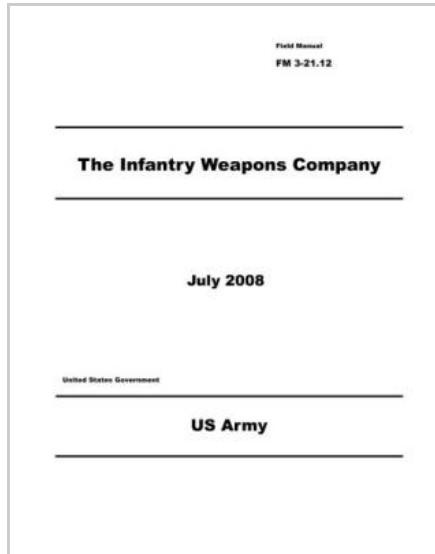 Field Manual
FM 3-21.12
The Infantry Weapons Company
July 2008
United States Government
US Army